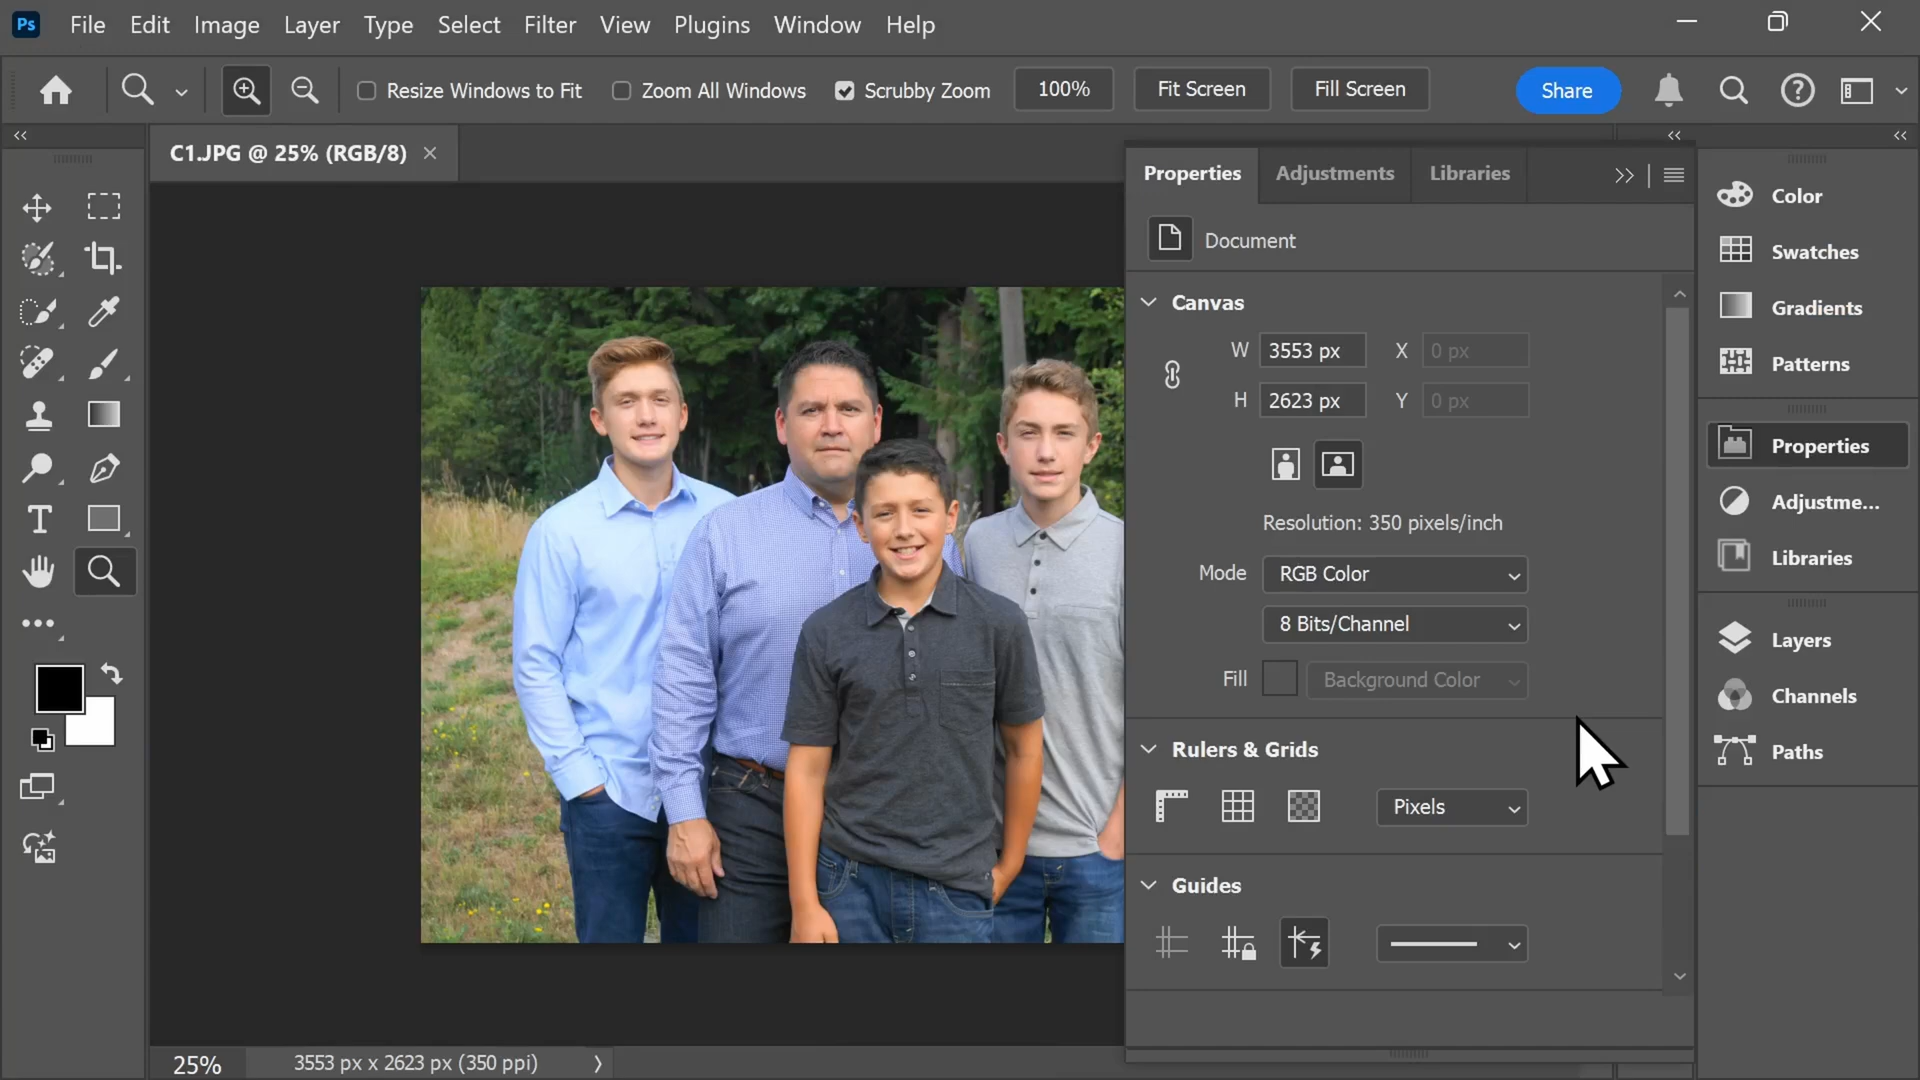 Ps File Edit Image Layer Type Select Filter View Plugins Window Help
Resize Windows to Fit Zoom All Windows Scrubby Zoom 100% Fit Screen Fill Screen Share
C1.JPG @ 25% (RGB/8)
Properties Adjustments Libraries
Document
Canvas
W 3553 px X 0 px
H 2623 px Y 0 px
Resolution: 350 pixels/inch
Mode RGB Color
8 Bits/Channel
Fill Background Color
Rulers & Grids
Pixels
Guides
Color
Swatches
Gradients
Patterns
Properties
Adjustme...
Libraries
Layers
Channels
Paths
T
25% 3553 px x 2623 px (350 ppi)